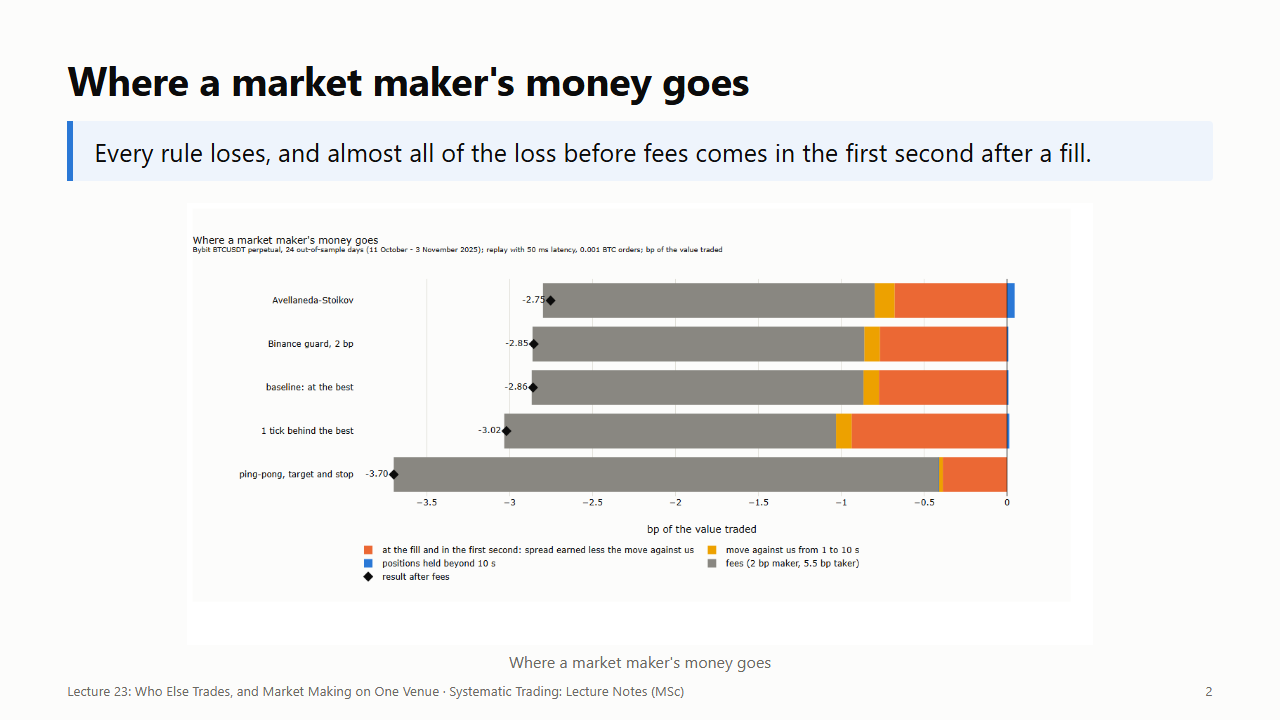 Where a market maker's money goes
Every rule loses, and almost all of the loss before fees comes in the first second after a fill.
Where a market maker's money goes
Bybit BTCUSDT perpetual, 24 out-of-sample days (11 October - 3 November 2025); replay with 50 ms latency, 0.001 BTC orders; bp of the value traded
Avellaneda-Stoikov
-2.75
Binance guard, 2 bp
-2.85
baseline: at the best
-2.86
1 tick behind the best
-3.02
ping-pong, target and stop
-3.70
−3.5 −3 −2.5 −2 −1.5 −1 −0.5 0
bp of the value traded
at the fill and in the first second: spread earned less the move against us
move against us from 1 to 10 s
positions held beyond 10 s
fees (2 bp maker, 5.5 bp taker)
result after fees
Where a market maker's money goes
Lecture 23: Who Else Trades, and Market Making on One Venue · Systematic Trading: Lecture Notes (MSc)
2